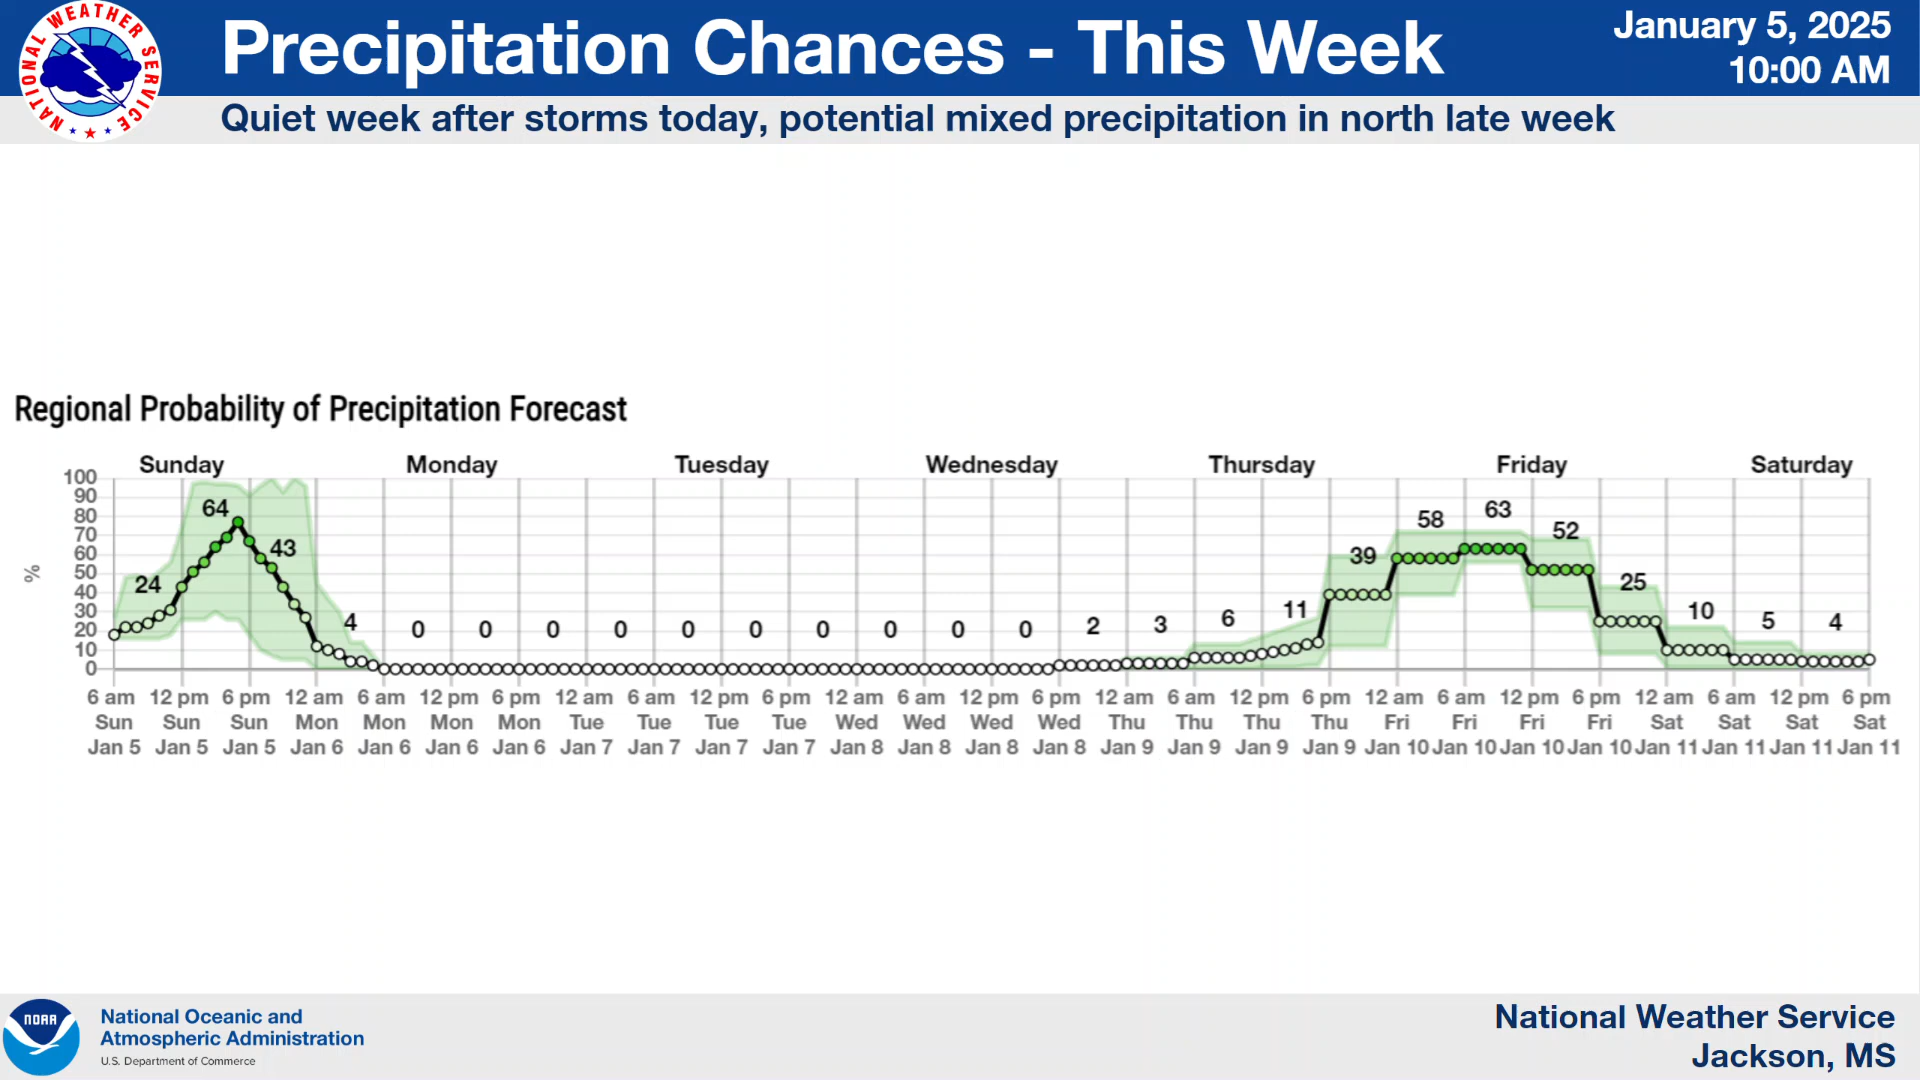 NATIONAL WEATHER SERVICE
Precipitation Chances - This Week
January 5, 2025
10:00 AM
Quiet week after storms today, potential mixed precipitation in north late week
Regional Probability of Precipitation Forecast
Sunday Monday Tuesday Wednesday Thursday Friday Saturday
100
90
80
70
60
50
40
30
20
10
0
%
24 64 43 4 0 0 0 0 0 0 0 0 0 0 2 3 6 11 39 58 63 52 25 10 5 4
6 am 12 pm 6 pm 12 am 6 am 12 pm 6 pm 12 am 6 am 12 pm 6 pm 12 am 6 am 12 pm 6 pm 12 am 6 am 12 pm 6 pm 12 am 6 am 12 pm 6 pm 12 am 6 am 12 pm 6 pm
Sun Sun Sun Mon Mon Mon Mon Tue Tue Tue Tue Wed Wed Wed Wed Thu Thu Thu Thu Fri Fri Fri Fri Sat Sat Sat Sat
Jan 5 Jan 5 Jan 5 Jan 6 Jan 6 Jan 6 Jan 6 Jan 7 Jan 7 Jan 7 Jan 7 Jan 8 Jan 8 Jan 8 Jan 8 Jan 9 Jan 9 Jan 9 Jan 9 Jan 10 Jan 10 Jan 10 Jan 10 Jan 11 Jan 11 Jan 11 Jan 11
NOAA
National Oceanic and
Atmospheric Administration
U.S. Department of Commerce
National Weather Service
Jackson, MS